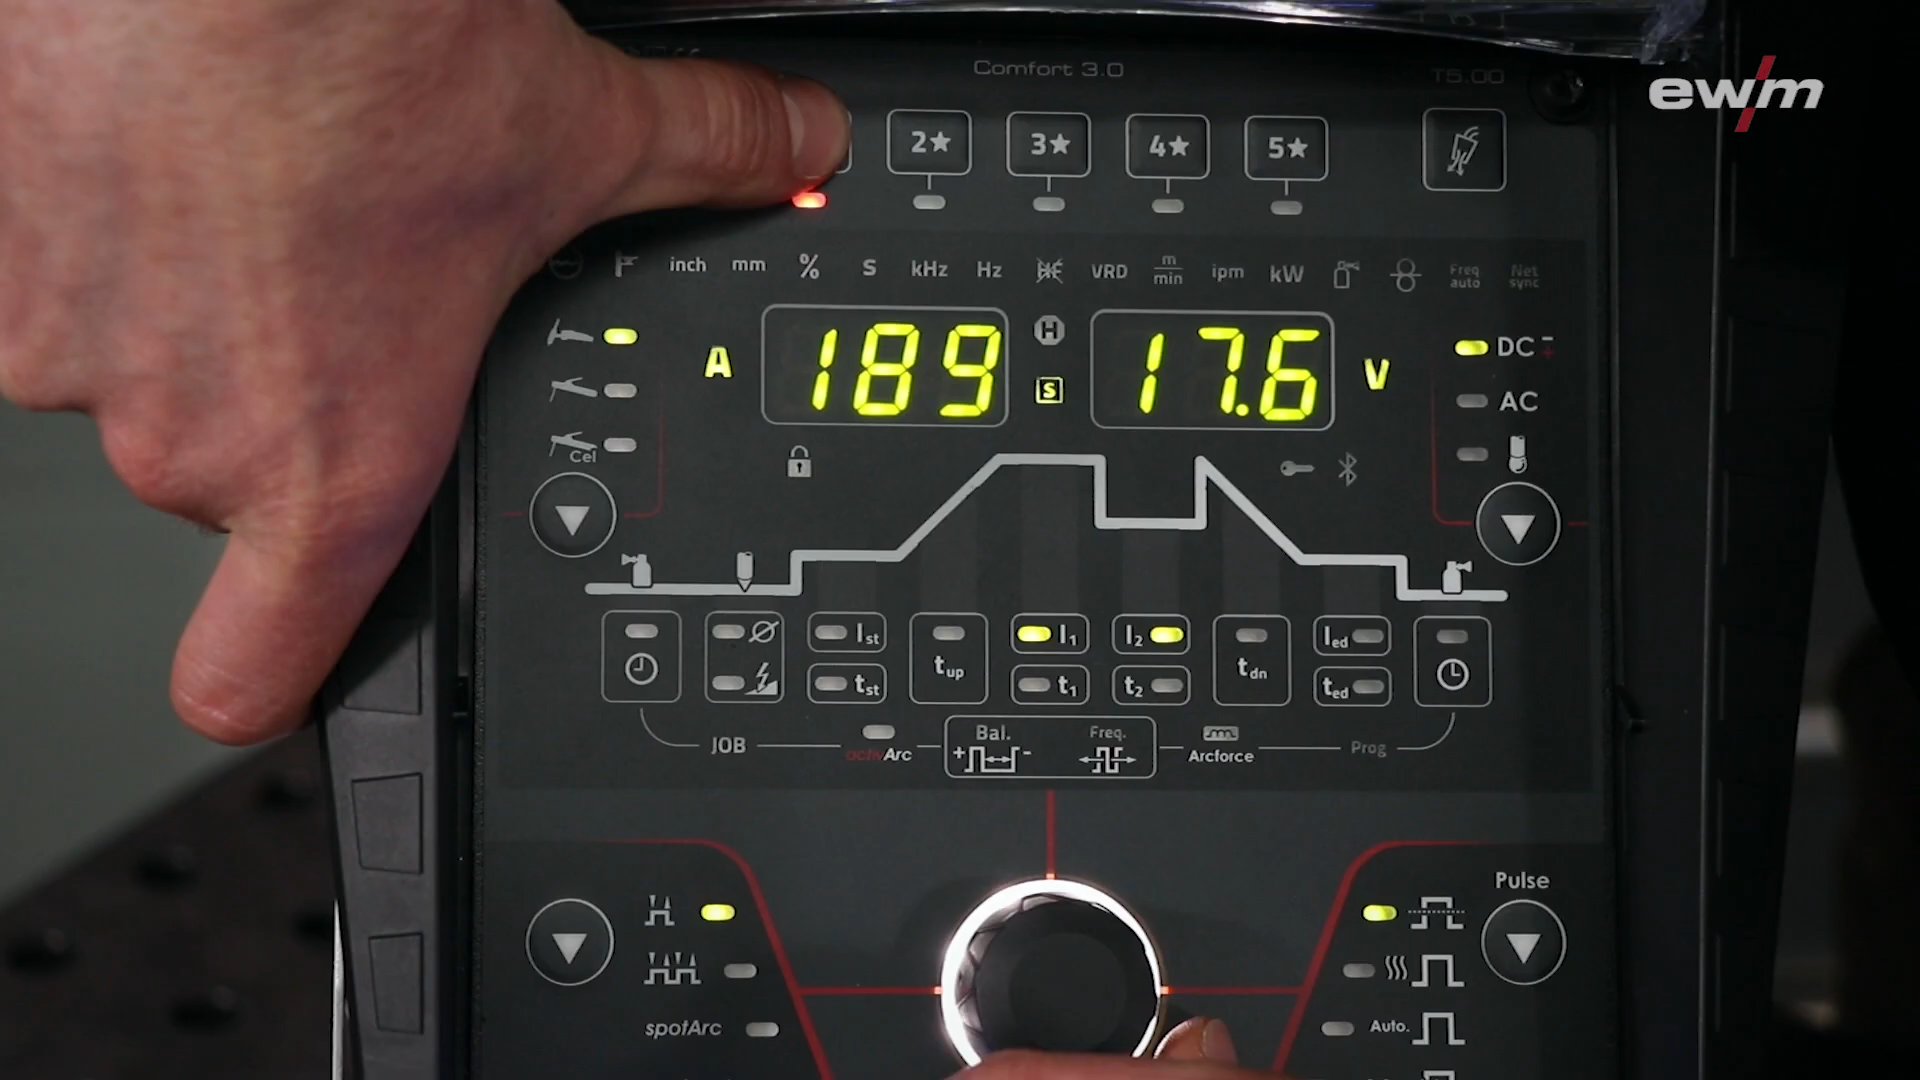 Comfort 3.0
T5.00
ewm
2★ 3★ 4★ 5★
inch mm % S kHz Hz VRD m/min ipm kW Freq auto Net sync
A 189 H 17.6 V
S
DC
AC
Cel
Ist I1 I2 Ied
tup tdn
tst t1 t2 ted
JOB activArc Bal. Freq. Arcforce Prog
+ -
Pulse
spotArc
Auto.